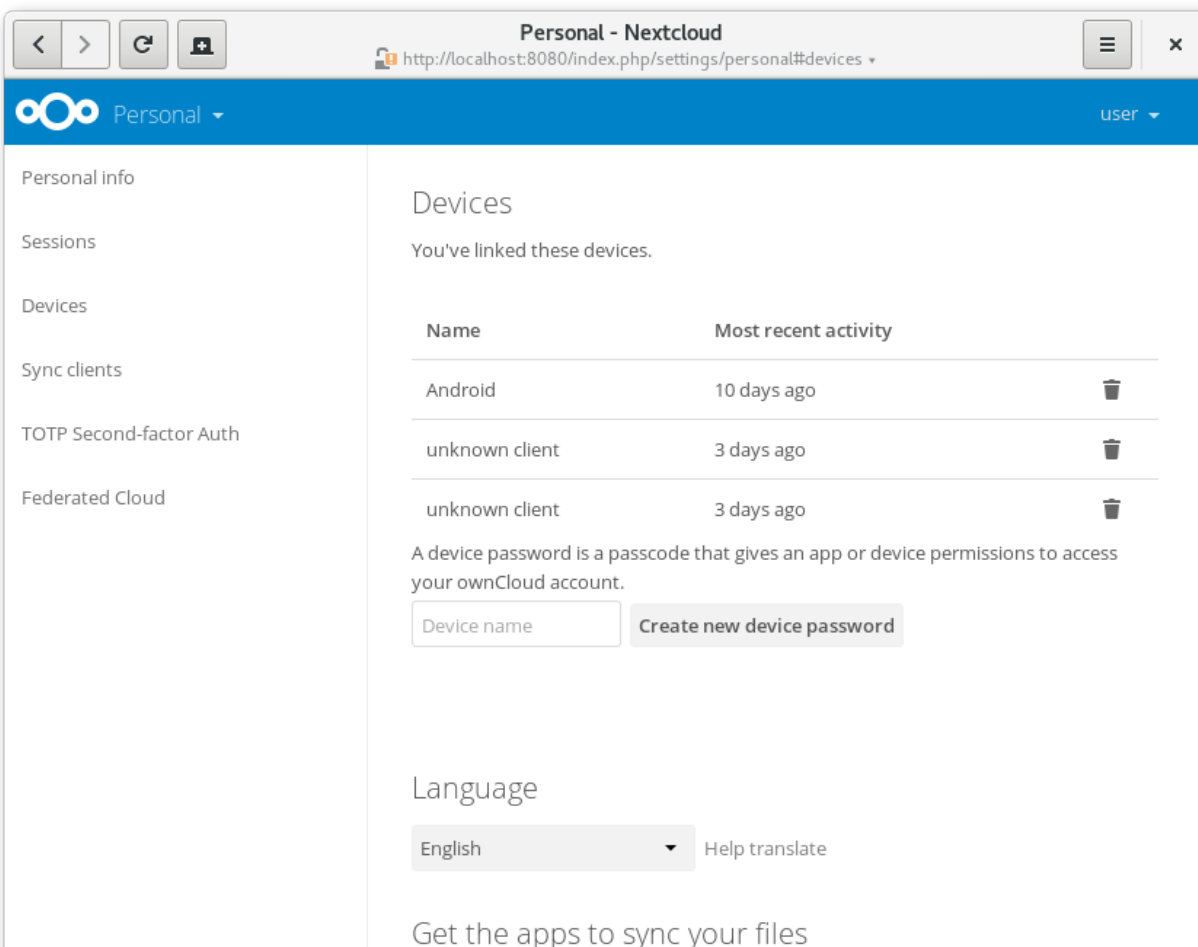 Personal - Nextcloud
http://localhost:8080/index.php/settings/personal#devices
Personal
user
Personal info
Sessions
Devices
Sync clients
TOTP Second-factor Auth
Federated Cloud
Devices
You've linked these devices.
Name Most recent activity
Android 10 days ago
unknown client 3 days ago
unknown client 3 days ago
A device password is a passcode that gives an app or device permissions to access
your ownCloud account.
Device name Create new device password
Language
English Help translate
Get the apps to sync your files